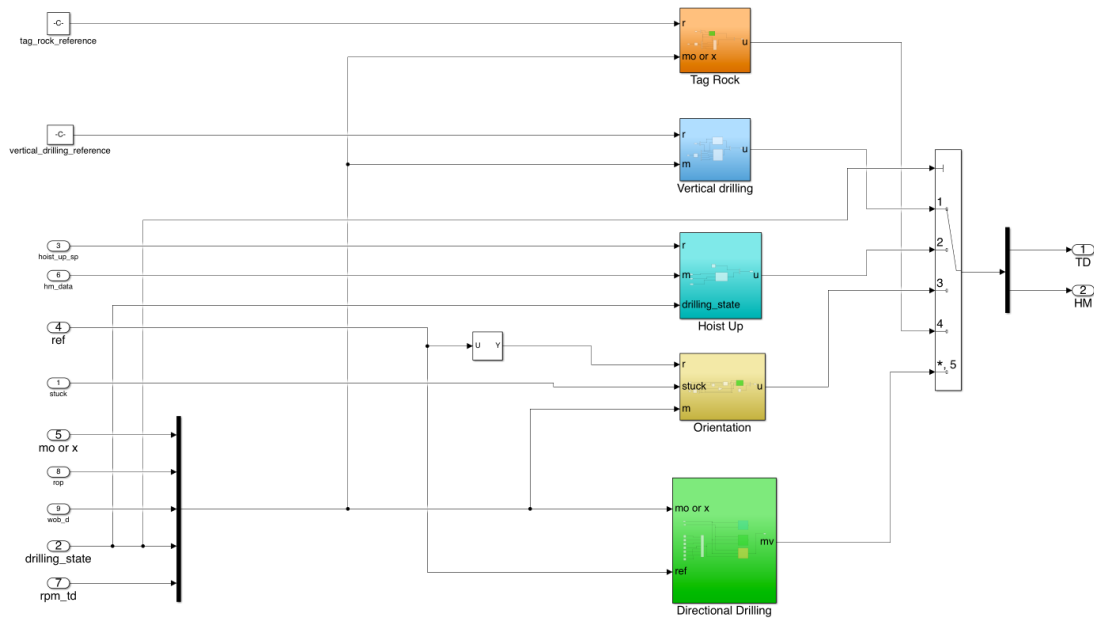 -C-
tag_rock_reference
r
mo or x
u
Tag Rock
-C-
vertical_drilling_reference
r
m
u
Vertical drilling
3
hoist_up_sp
6
hm_data
r
m
drilling_state
u
Hoist Up
4
ref
U Y
1
stuck
r
stuck
m
u
Orientation
5
mo or x
8
rop
9
wob_d
2
drilling_state
7
rpm_td
mo or x
ref
mv
Directional Drilling
1
2
3
4
*, 5
1
TD
2
HM